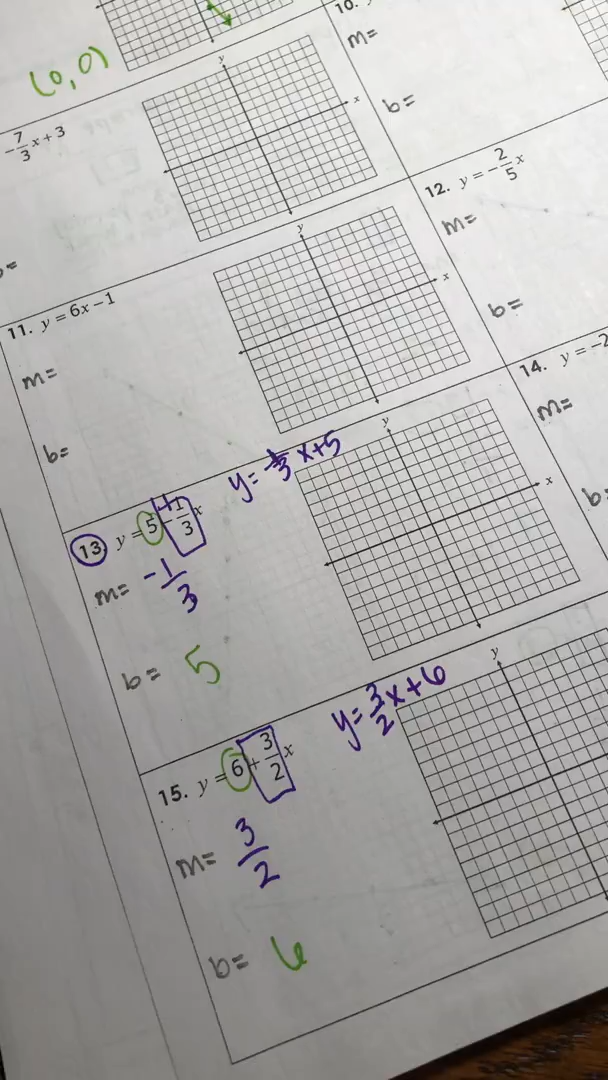 (0, 0)
10.
m=
b=
-7/3x + 3
y
x
b=
12. y = -2/5x
m=
b=
11. y = 6x - 1
y
x
m=
b=
14. y = -2
m=
b=
13. y = 5 - 1/3x
y = -1/3x+5
y
x
m= -1/3
b= 5
15. y = 6 + 3/2x
y = 3/2x+6
y
m= 3/2
b= 6